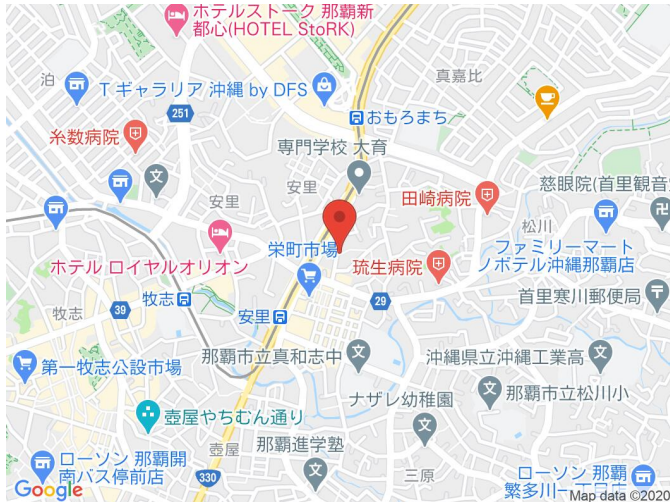 ホテルストーク 那覇新
都心(HOTEL StoRK)
泊
真嘉比
T ギャラリア 沖縄 by DFS
251
おもろまち
糸数病院
専門学校 大育
文
安里
安里
田崎病院
慈眼院(首里観音
松川
栄町市場
ファミリーマート
ノボテル沖縄那覇店
ホテル ロイヤルオリオン
琉生病院
牧志
29
首里寒川郵便局
39
安里
牧志
第一牧志公設市場
那覇市立真和志中
文
沖縄県立沖縄工業高
文
ナザレ幼稚園
那覇市立松川小
文
壺屋やちむん通り
文
壺屋
那覇進学塾
文
ローソン 那覇開
南バス停前店
330
三原
ローソン 那覇
Google
Map data ©2020